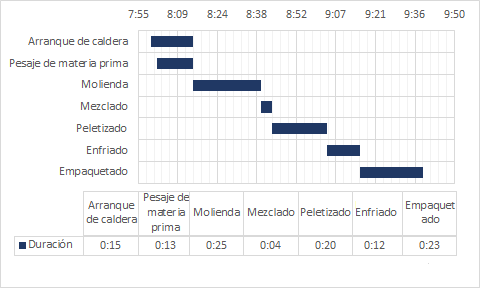 7:55 8:09 8:24 8:38 8:52 9:07 9:21 9:36 9:50
Arranque de caldera
Pesaje de materia prima
Molienda
Mezclado
Peletizado
Enfriado
Empaquetado
Arranque de caldera
Pesaje de materia prima
Molienda
Mezclado
Peletizado
Enfriado
Empaquet
ado
Duración 0:15 0:13 0:25 0:04 0:20 0:12 0:23